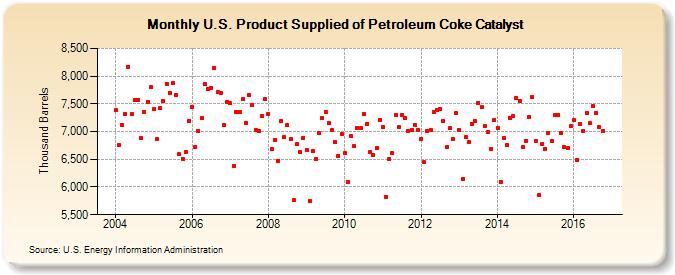 Monthly U.S. Product Supplied of Petroleum Coke Catalyst
Thousand Barrels
8,500
8,000
7,500
7,000
6,500
6,000
5,500
2004 2006 2008 2010 2012 2014 2016
Source: U.S. Energy Information Administration